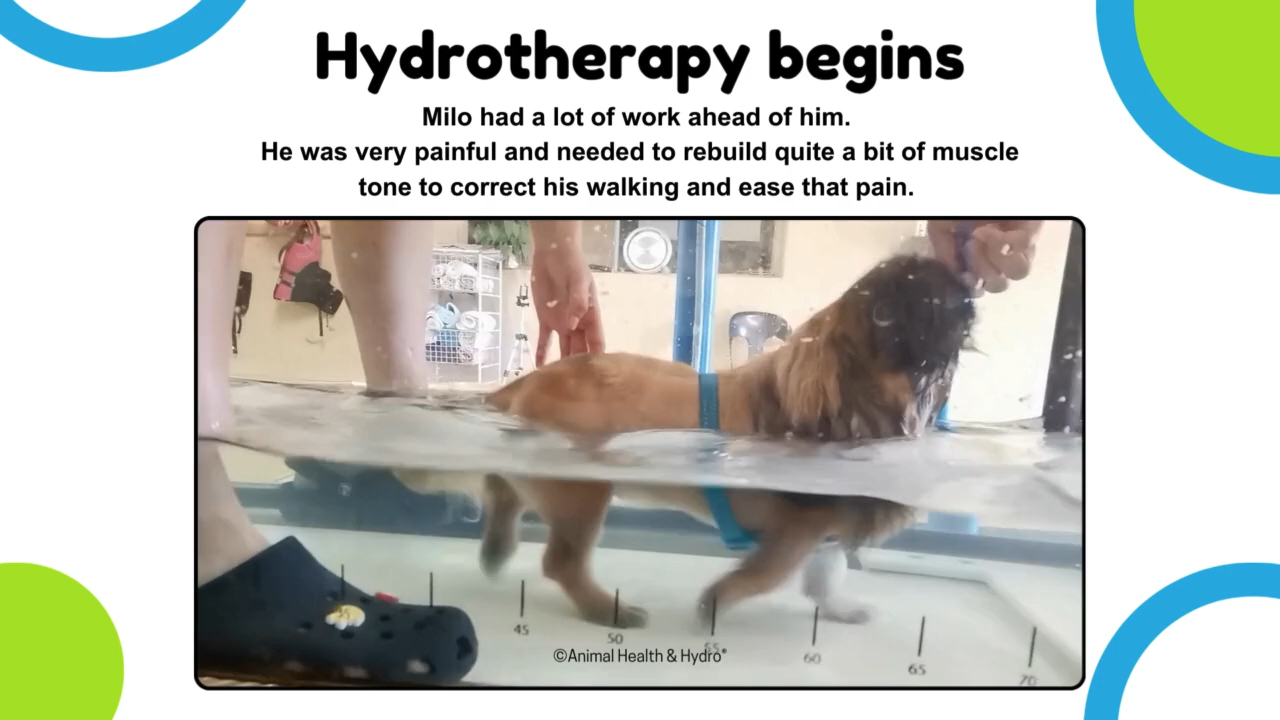 Hydrotherapy begins
Milo had a lot of work ahead of him.
He was very painful and needed to rebuild quite a bit of muscle
tone to correct his walking and ease that pain.
45
50
55
60
65
70
©Animal Health & Hydro®